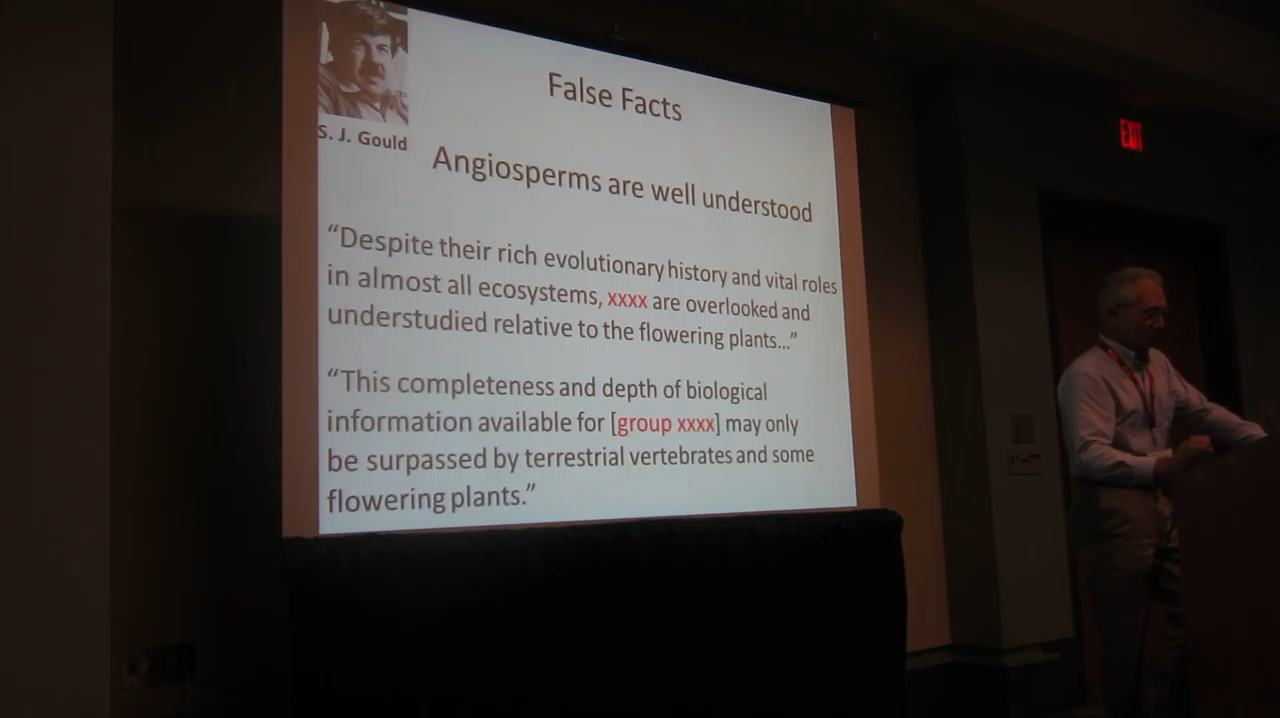 False Facts
S. J. Gould
Angiosperms are well understood
“Despite their rich evolutionary history and vital roles
in almost all ecosystems, xxxx are overlooked and
understudied relative to the flowering plants...”
“This completeness and depth of biological
information available for [group xxxx] may only
be surpassed by terrestrial vertebrates and some
flowering plants.”
EXIT